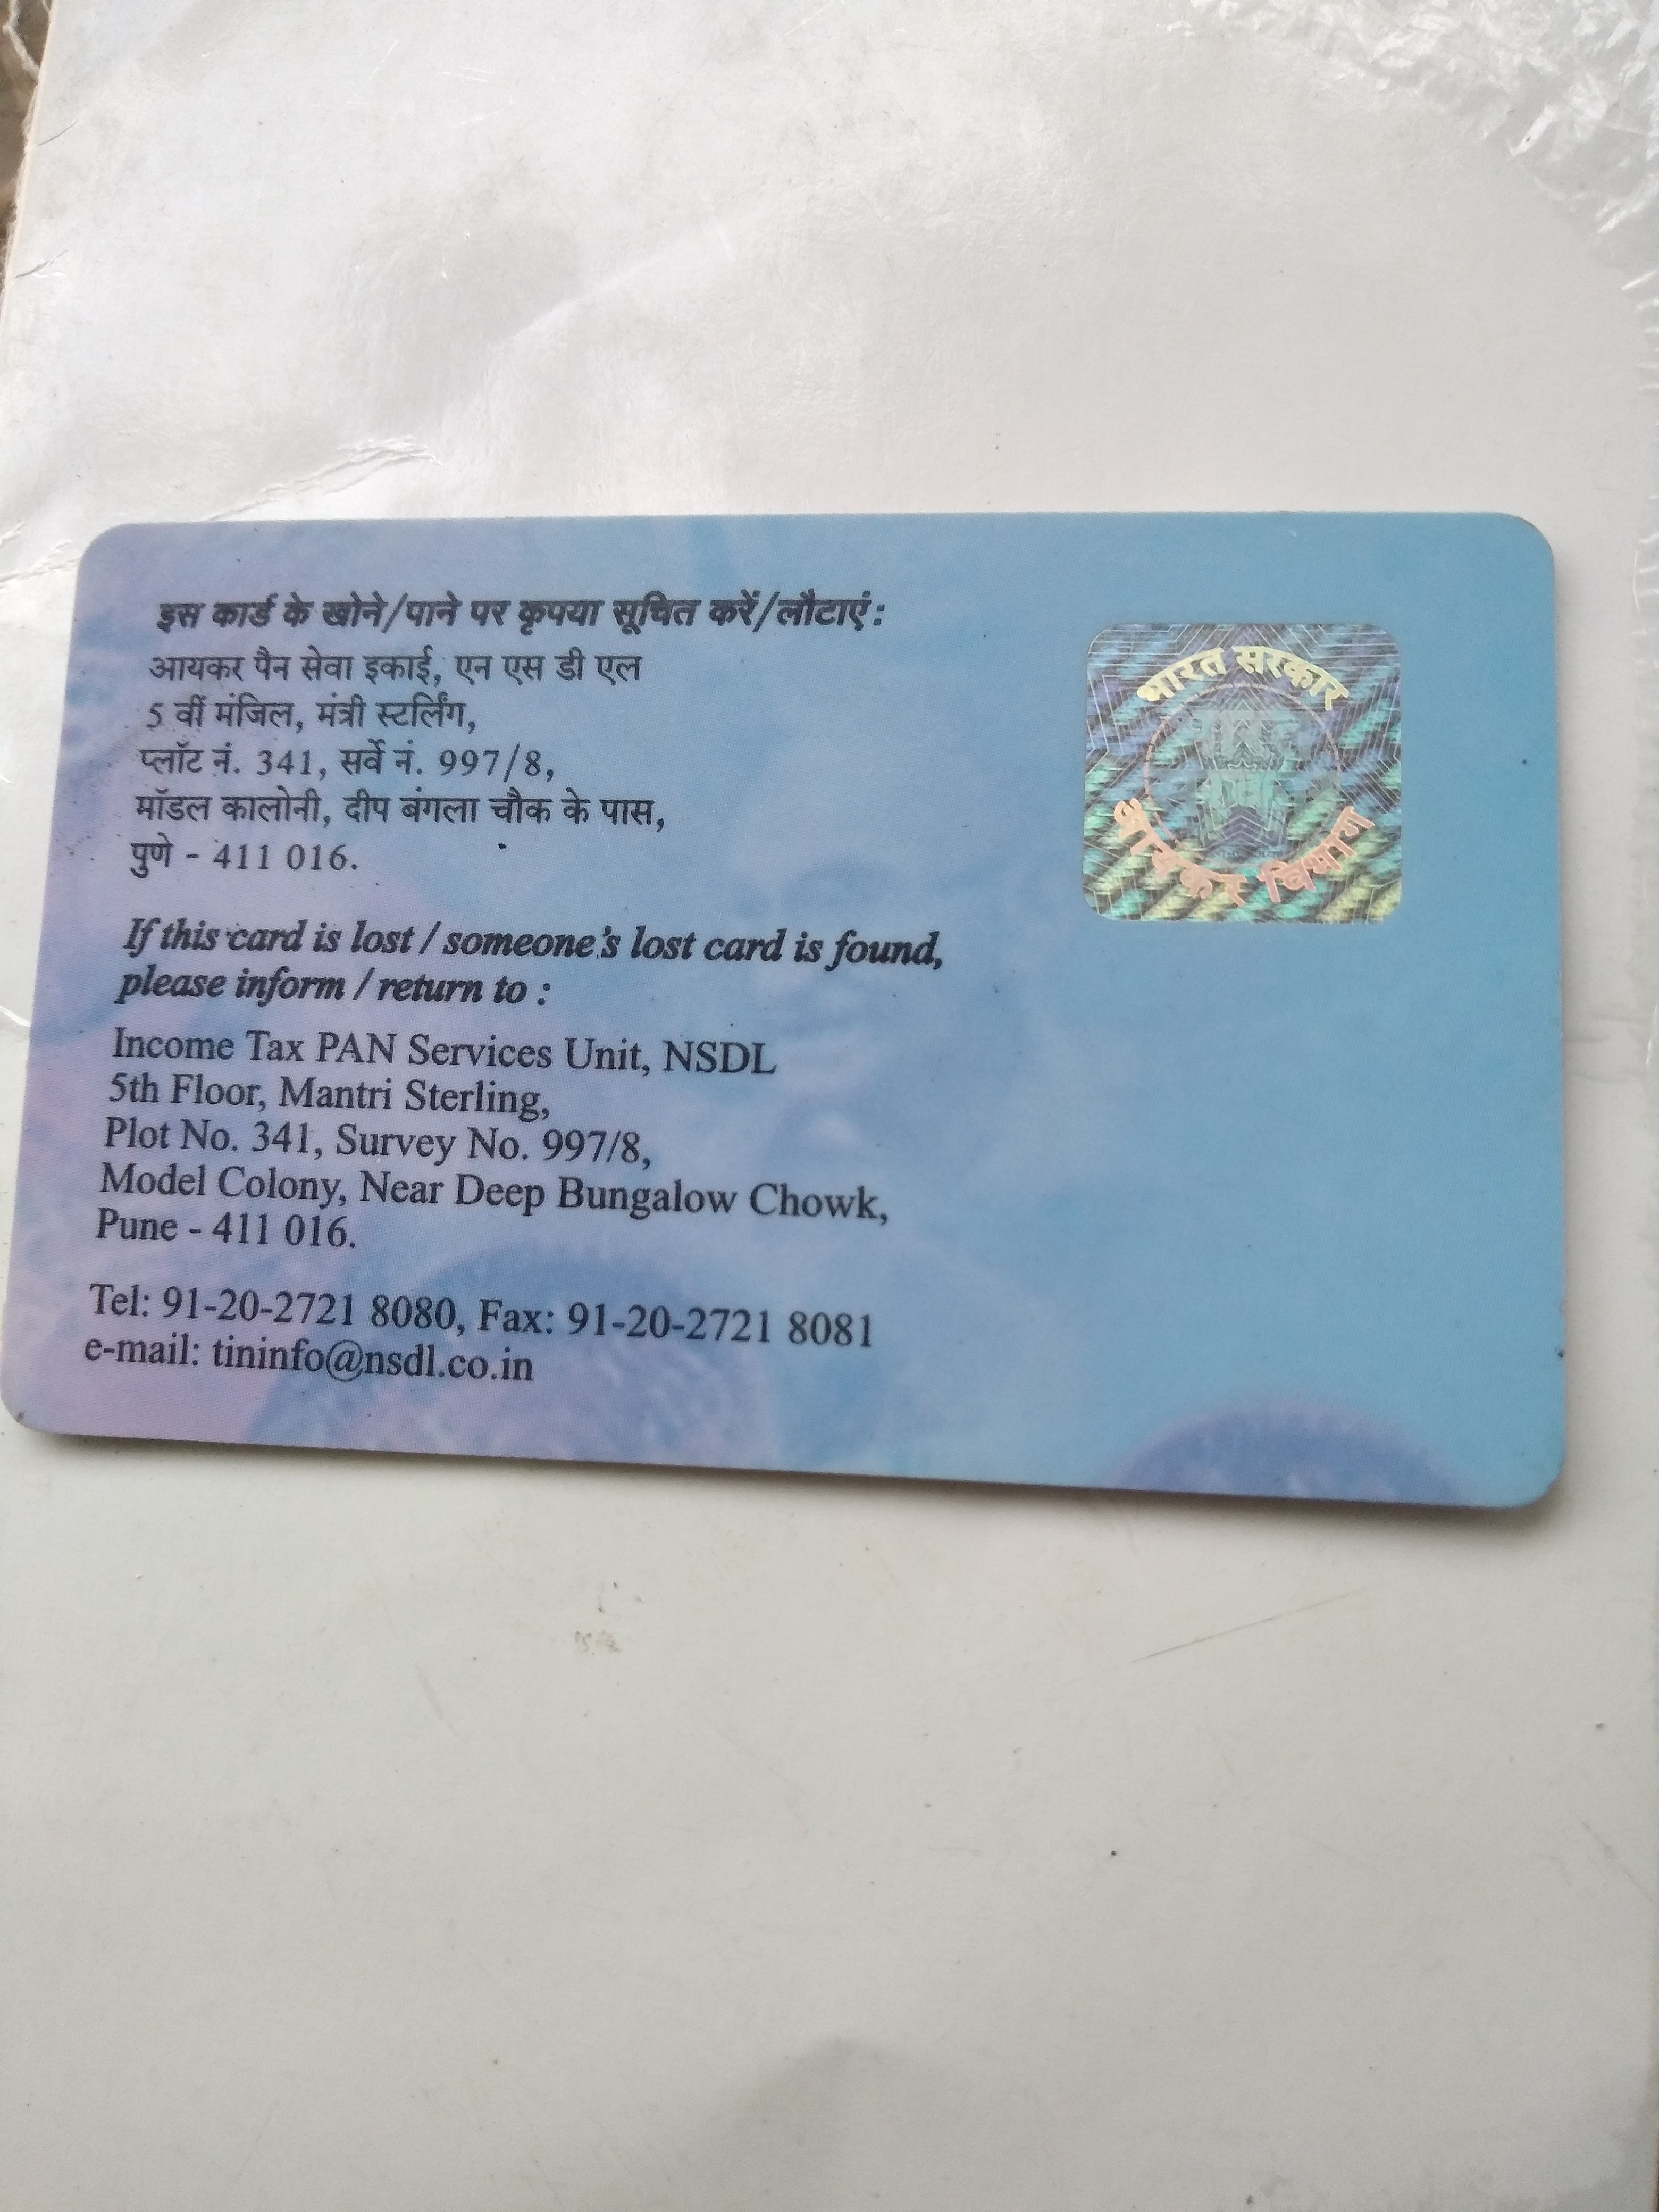 इस कार्ड के खोने/पाने पर कृपया सूचित करें/लौटाएं:
आयकर पैन सेवा इकाई, एन एस डी एल
5 वीं मंजिल, मंत्री स्टर्लिंग,
प्लॉट नं. 341, सर्वे नं. 997/8,
मॉडल कालोनी, दीप बंगला चौक के पास,
पुणे - 411 016.
भारत सरकार
आयकर विभाग
If this card is lost / someone's lost card is found,
please inform / return to :
Income Tax PAN Services Unit, NSDL
5th Floor, Mantri Sterling,
Plot No. 341, Survey No. 997/8,
Model Colony, Near Deep Bungalow Chowk,
Pune - 411 016.
Tel: 91-20-2721 8080, Fax: 91-20-2721 8081
e-mail: tininfo@nsdl.co.in